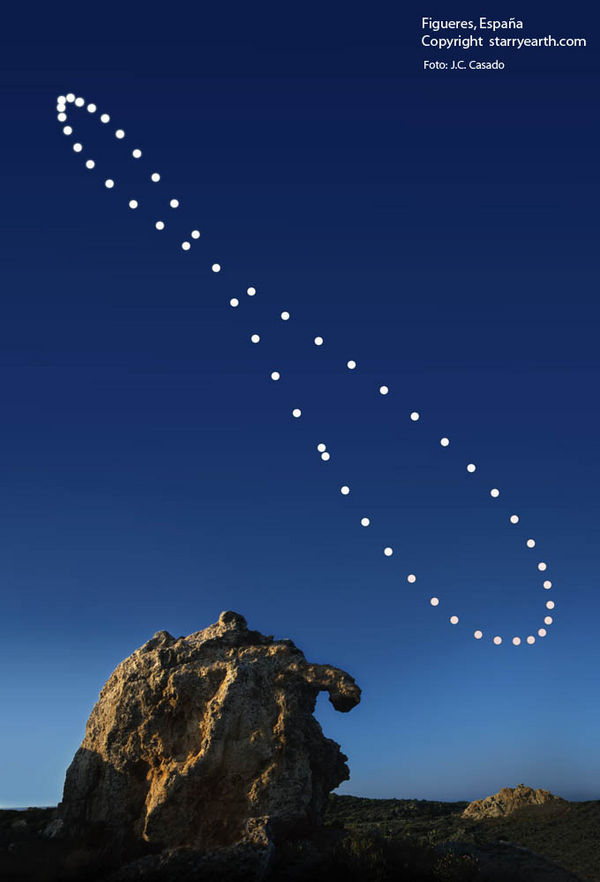 Figueres, España
Copyright starryearth.com
Foto: J.C. Casado